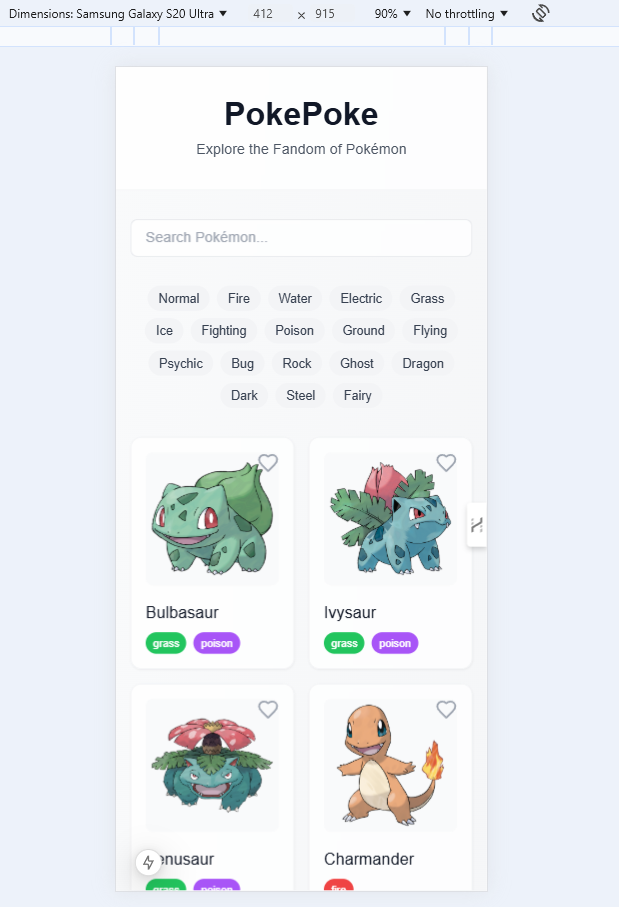 Dimensions: Samsung Galaxy S20 Ultra 412 × 915 90% No throttling
PokePoke
Explore the Fandom of Pokémon
Search Pokémon...
Normal Fire Water Electric Grass
Ice Fighting Poison Ground Flying
Psychic Bug Rock Ghost Dragon
Dark Steel Fairy
Bulbasaur Ivysaur
grass poison grass poison
enusaur Charmander
grass poison fire